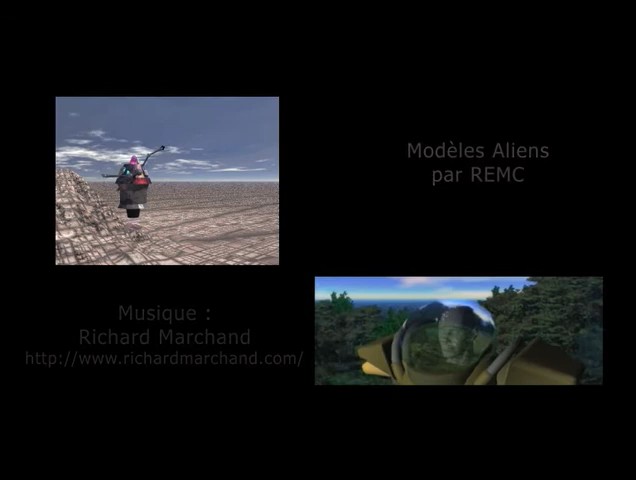 Modèles Aliens
par REMC
Musique :
Richard Marchand
http://www.richardmarchand.com/